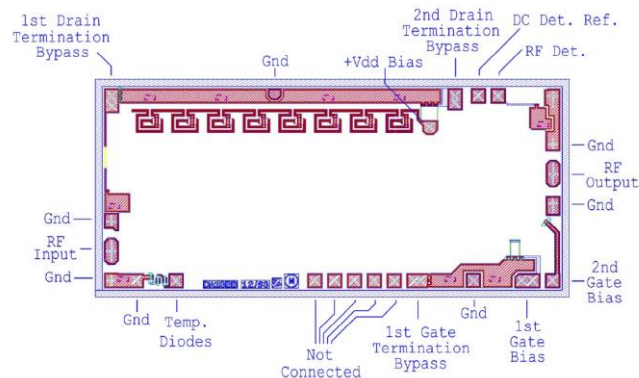 1st Drain
Termination
Bypass
Gnd
+Vdd Bias
2nd Drain
Termination
Bypass
DC Det. Ref.
RF Det.
Gnd
RF
Output
Gnd
2nd
Gate
Bias
Gnd
RF
Input
Gnd
Gnd
Temp.
Diodes
12/03
Not
Connected
1st Gate
Termination
Bypass
Gnd
1st
Gate
Bias